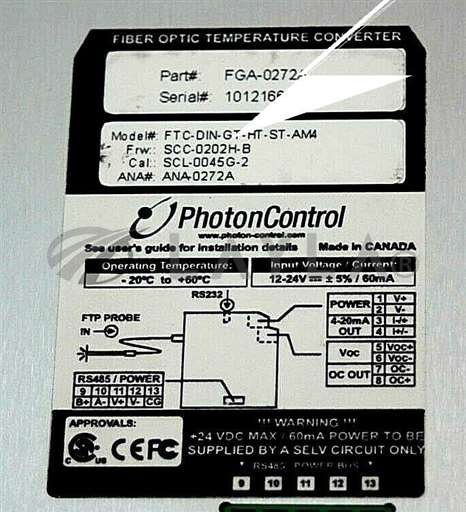 FIBER OPTIC TEMPERATURE CONVERTER
Part#: FGA-0272A
Serial#: 1012166
Model#: FTC-DIN-GT-HT-ST-AM4
Frw.: SCC-0202H-B
Cal.: SCL-0045G-2
ANA#: ANA-0272A
PhotonControl
www.photon-control.com
See user's guide for installation details Made in CANADA
Operating Temperature:
- 20°C to +60°C
Input Voltage / Current:
12-24V ⎓ ± 5% / 60mA
RS232
FTP PROBE
IN
POWER 1 V+
2 V-
4-20mA 3 I-/+
OUT 4 I+/-
Voc 5 Voc+
6 Voc-
OC OUT 7 OC-
8 OC+
RS485 / POWER
9 10 11 12 13
B+ A- V+ V- CG
APPROVALS:
C US CE FC
!!! WARNING !!!
+24 VDC MAX / 60mA POWER TO BE
SUPPLIED BY A SELV CIRCUIT ONLY
RS485 POWER BUS
9 10 11 12 13